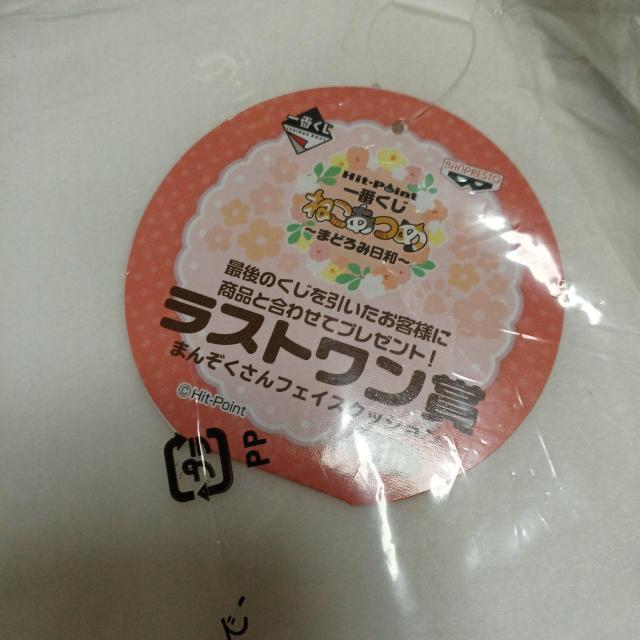 一番くじ
BANPRESTO
Hit-Point
一番くじ
ねこあつめ
～まどろみ日和～
最後のくじを引いたお客様に
商品と合わせてプレゼント！
ラストワン賞
まんぞくさんフェイスクッション
©Hit-Point
プラ
PP
で、